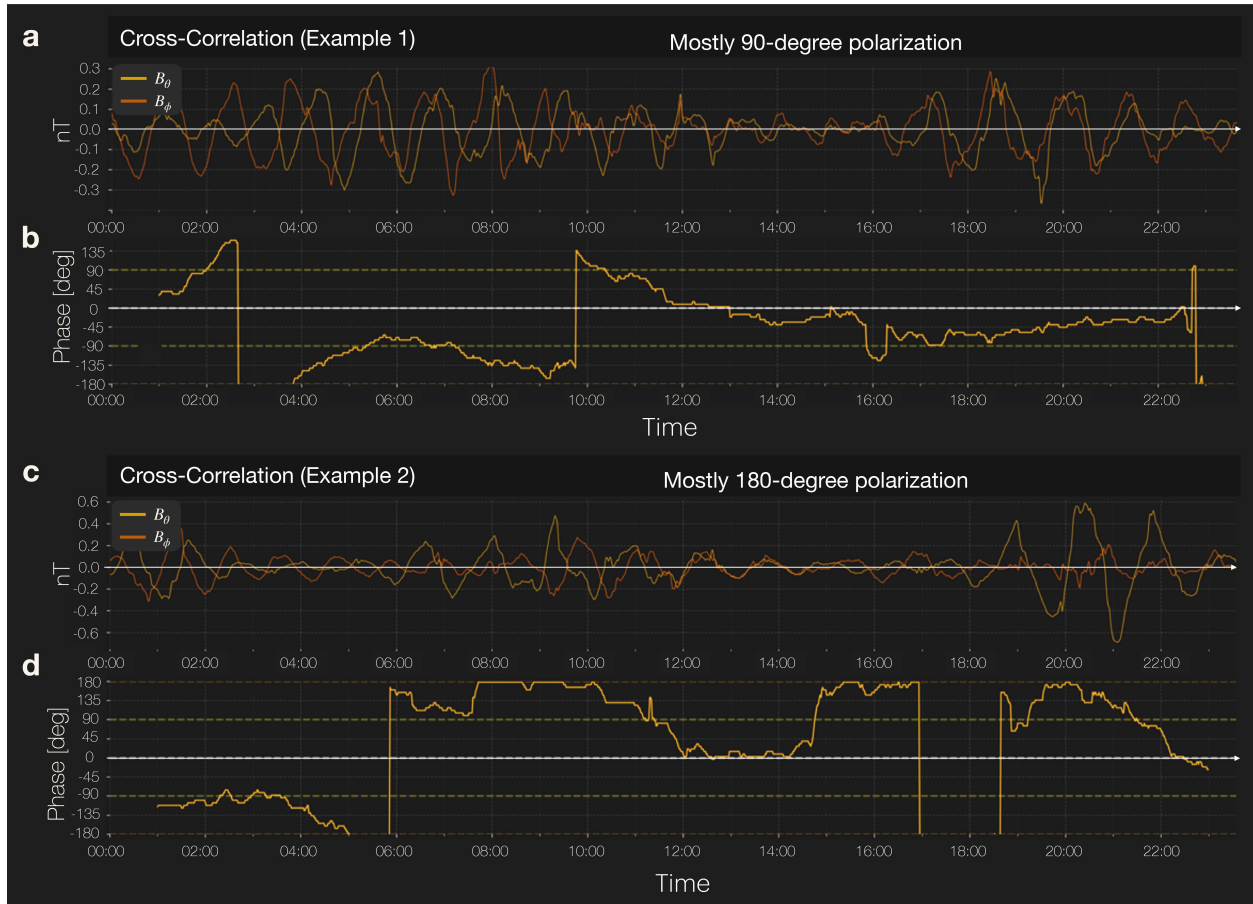 a
Cross-Correlation (Example 1)
Mostly 90-degree polarization
0.3
0.2
0.1
0.0
-0.1
-0.2
-0.3
nT
B_θ
B_ϕ
00:00 02:00 04:00 06:00 08:00 10:00 12:00 14:00 16:00 18:00 20:00 22:00
b
Phase [deg]
135
90
45
0
-45
-90
-135
-180
00:00 02:00 04:00 06:00 08:00 10:00 12:00 14:00 16:00 18:00 20:00 22:00
Time
c
Cross-Correlation (Example 2)
Mostly 180-degree polarization
0.6
0.4
0.2
0.0
-0.2
-0.4
-0.6
nT
B_θ
B_ϕ
00:00 02:00 04:00 06:00 08:00 10:00 12:00 14:00 16:00 18:00 20:00 22:00
d
Phase [deg]
180
135
90
45
0
-45
-90
-135
-180
00:00 02:00 04:00 06:00 08:00 10:00 12:00 14:00 16:00 18:00 20:00 22:00
Time